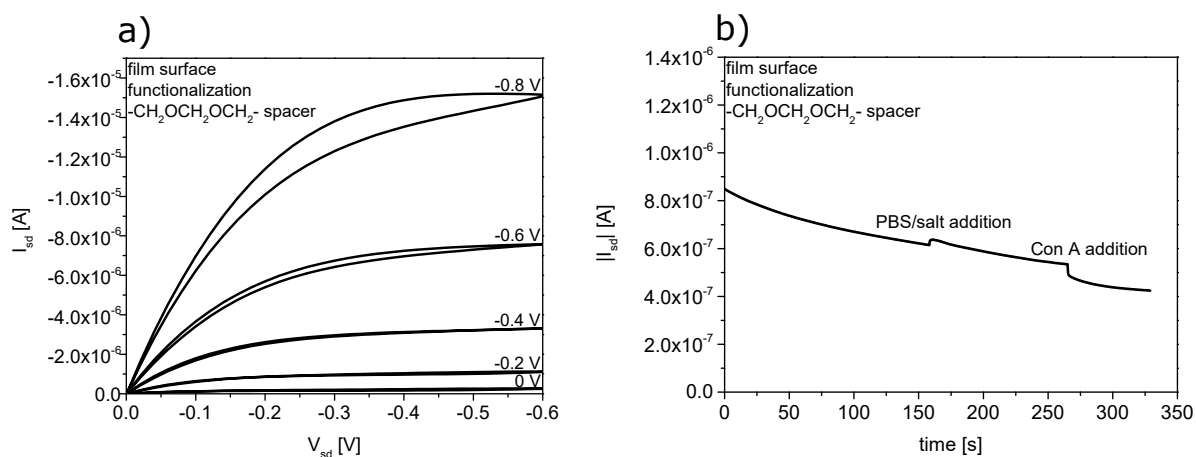 a)
film surface
functionalization
-CH₂OCH₂OCH₂- spacer
-0.8 V
-0.6 V
-0.4 V
-0.2 V
0 V
-1.6x10⁻⁵
-1.4x10⁻⁵
-1.2x10⁻⁵
-1.0x10⁻⁵
-8.0x10⁻⁶
-6.0x10⁻⁶
-4.0x10⁻⁶
-2.0x10⁻⁶
0.0
I_sd [A]
0.0 -0.1 -0.2 -0.3 -0.4 -0.5 -0.6
V_sd [V]
b)
film surface
functionalization
-CH₂OCH₂OCH₂- spacer
PBS/salt addition
Con A addition
1.4x10⁻⁶
1.2x10⁻⁶
1.0x10⁻⁶
8.0x10⁻⁷
6.0x10⁻⁷
4.0x10⁻⁷
2.0x10⁻⁷
0.0
|I_sd| [A]
0 50 100 150 200 250 300 350
time [s]